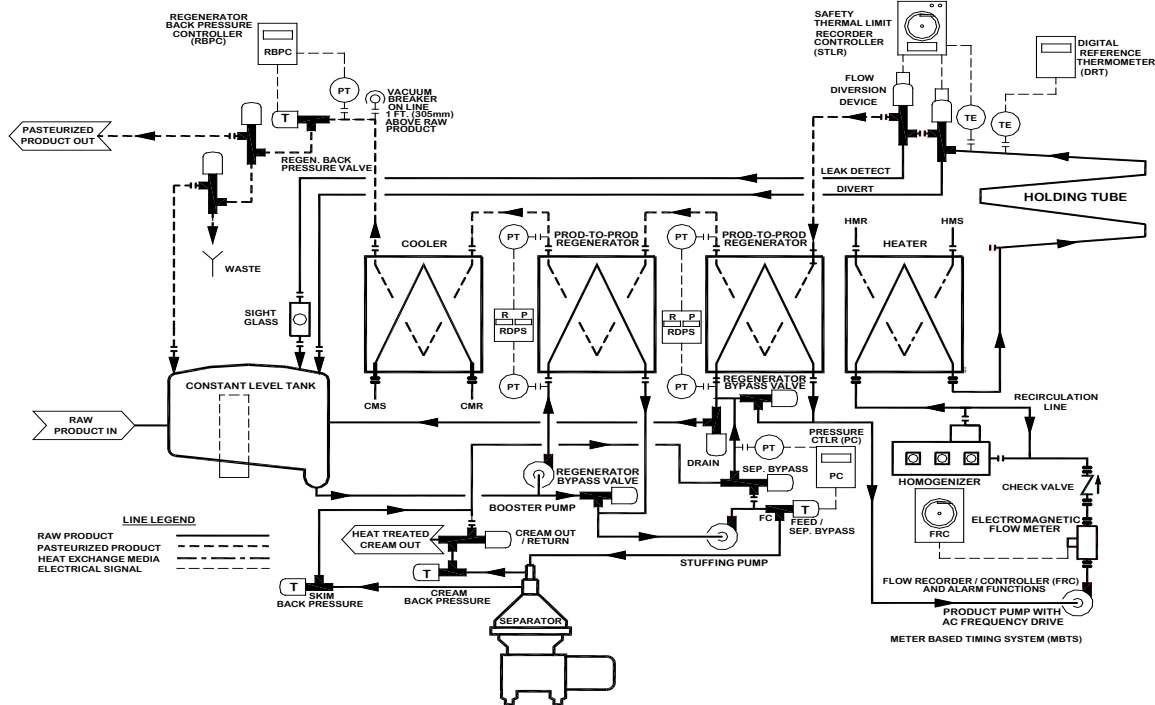 REGENERATOR
BACK PRESSURE
CONTROLLER
(RBPC)
RBPC
PT
T
VACUUM
BREAKER
ON LINE
1 FT. (305mm)
ABOVE RAW
PRODUCT
PASTEURIZED
PRODUCT OUT
REGEN. BACK
PRESSURE VALVE
WASTE
SAFETY
THERMAL LIMIT
RECORDER
CONTROLLER
(STLR)
FLOW
DIVERSION
DEVICE
TE
TE
DIGITAL
REFERENCE
THERMOMETER
(DRT)
LEAK DETECT
DIVERT
HOLDING TUBE
COOLER
PT
PROD-TO-PROD
REGENERATOR
PT
PROD-TO-PROD
REGENERATOR
HMR
HMS
HEATER
R P
RDPS
R P
RDPS
PT
PT
SIGHT
GLASS
CMS
CMR
CONSTANT LEVEL TANK
RAW
PRODUCT IN
REGENERATOR
BYPASS VALVE
DRAIN
PT
PRESSURE
CTLR (PC)
PC
SEP. BYPASS
FC
T
FEED /
SEP. BYPASS
RECIRCULATION
LINE
HOMOGENIZER
CHECK VALVE
FRC
ELECTROMAGNETIC
FLOW METER
FLOW RECORDER / CONTROLLER (FRC)
AND ALARM FUNCTIONS
PRODUCT PUMP WITH
AC FREQUENCY DRIVE
METER BASED TIMING SYSTEM (MBTS)
REGENERATOR
BYPASS VALVE
BOOSTER PUMP
STUFFING PUMP
HEAT TREATED
CREAM OUT
CREAM OUT
/ RETURN
T
CREAM
BACK PRESSURE
T
SKIM
BACK PRESSURE
SEPARATOR
LINE LEGEND
RAW PRODUCT
PASTEURIZED PRODUCT
HEAT EXCHANGE MEDIA
ELECTRICAL SIGNAL